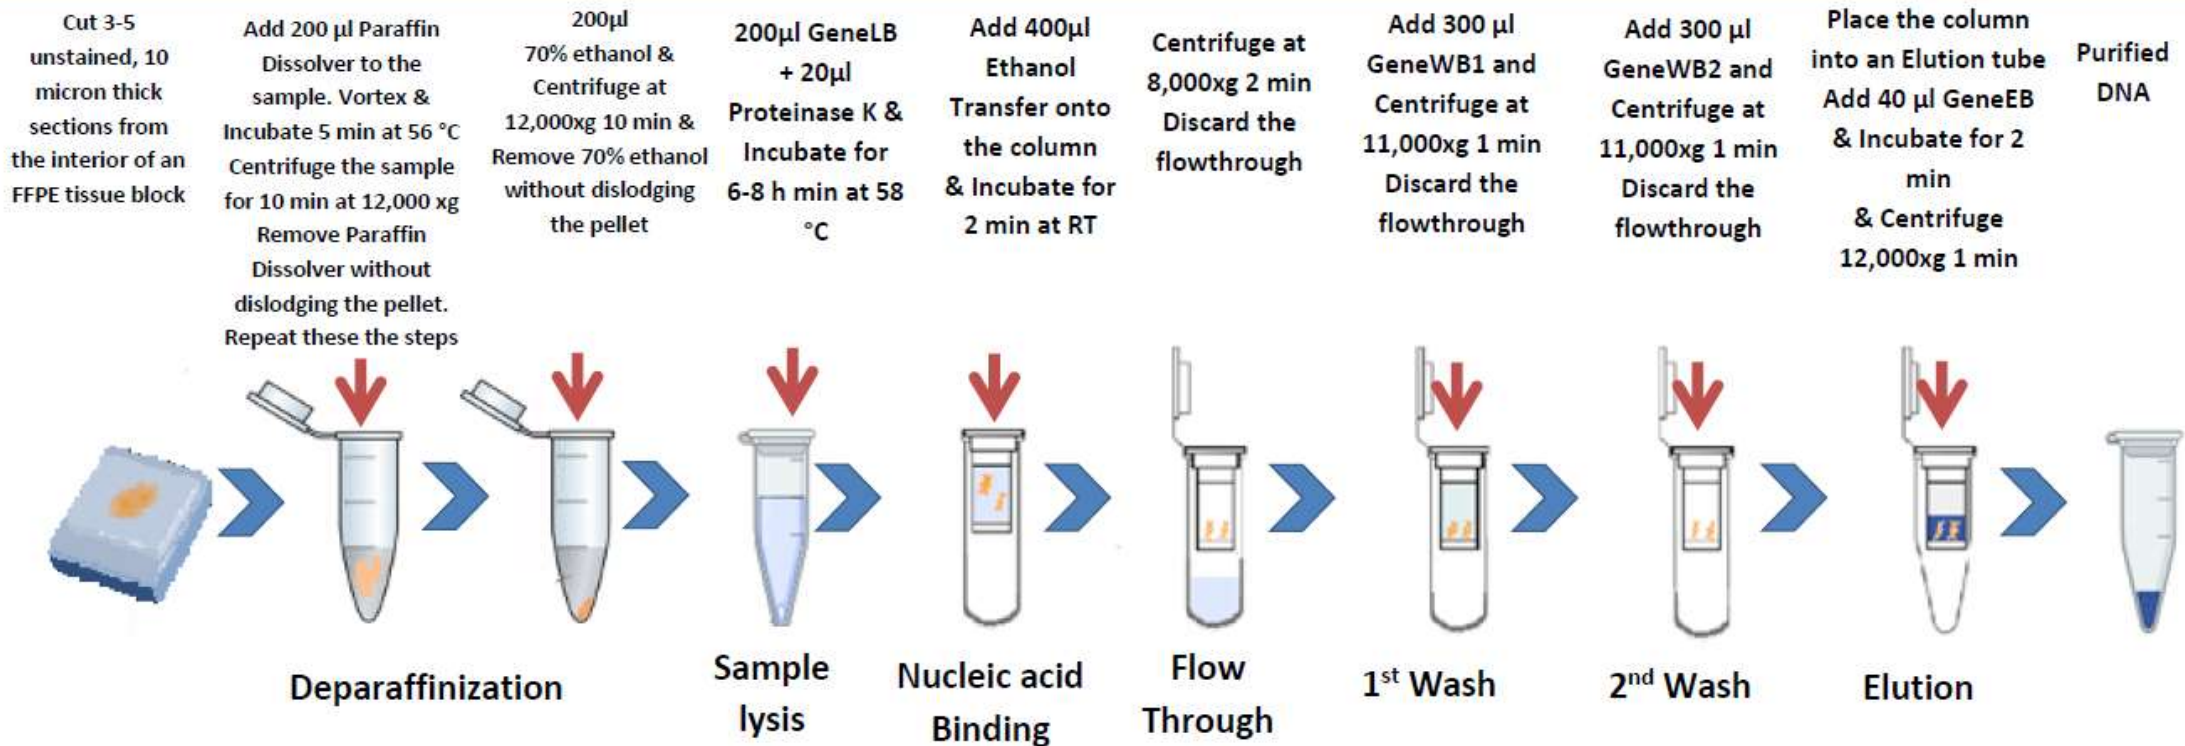 Cut 3-5
unstained, 10
micron thick
sections from
the interior of an
FFPE tissue block
Add 200 µl Paraffin
Dissolver to the
sample. Vortex &
Incubate 5 min at 56 °C
Centrifuge the sample
for 10 min at 12,000 xg
Remove Paraffin
Dissolver without
dislodging the pellet.
Repeat these the steps
200µl
70% ethanol &
Centrifuge at
12,000xg 10 min &
Remove 70% ethanol
without dislodging
the pellet
200µl GeneLB
+ 20µl
Proteinase K &
Incubate for
6-8 h min at 58
°C
Add 400µl
Ethanol
Transfer onto
the column
& Incubate for
2 min at RT
Centrifuge at
8,000xg 2 min
Discard the
flowthrough
Add 300 µl
GeneWB1 and
Centrifuge at
11,000xg 1 min
Discard the
flowthrough
Add 300 µl
GeneWB2 and
Centrifuge at
11,000xg 1 min
Discard the
flowthrough
Place the column
into an Elution tube
Add 40 µl GeneEB
& Incubate for 2
min
& Centrifuge
12,000xg 1 min
Purified
DNA
Deparaffinization
Sample
lysis
Nucleic acid
Binding
Flow
Through
1st Wash
2nd Wash
Elution